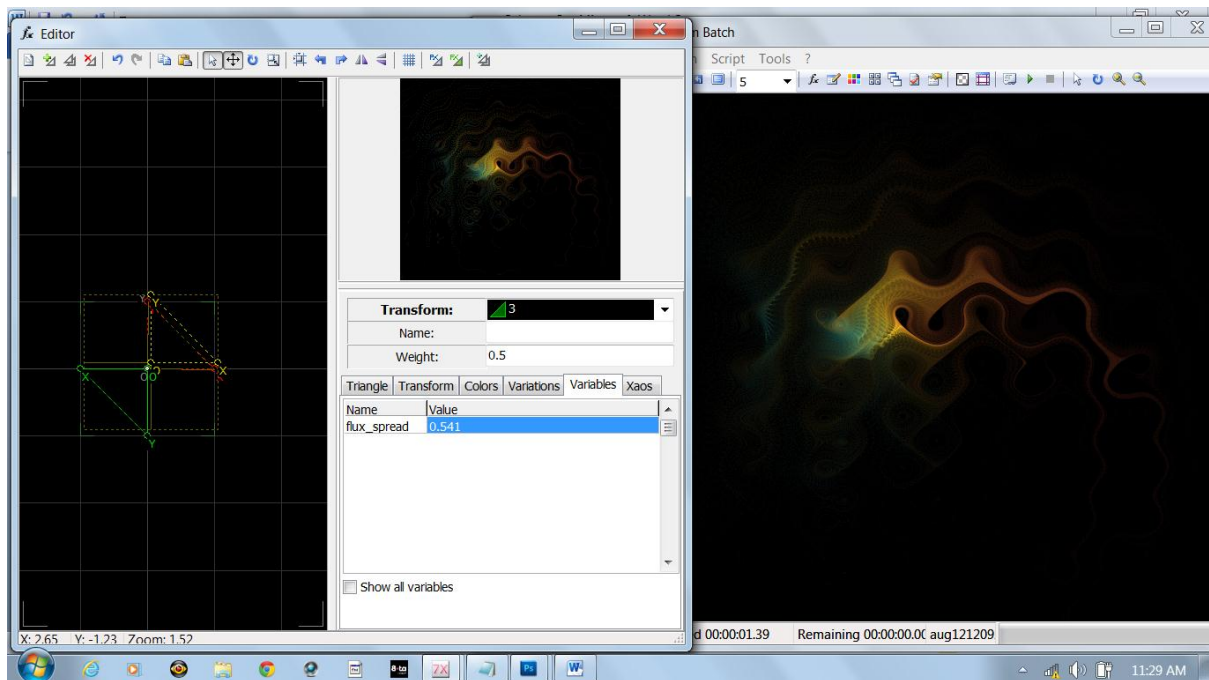 Editor
n Batch
Script Tools ?
5
Transform: 3
Name:
Weight: 0.5
Triangle Transform Colors Variations Variables Xaos
Name Value
flux_spread 0.541
Show all variables
X: 2.65 Y: -1.23 Zoom: 1.52
d 00:00:01.39 Remaining 00:00:00.0( aug121209
X
Y
X
Y
X
Y
O
O
7X
Ps
W
11:29 AM